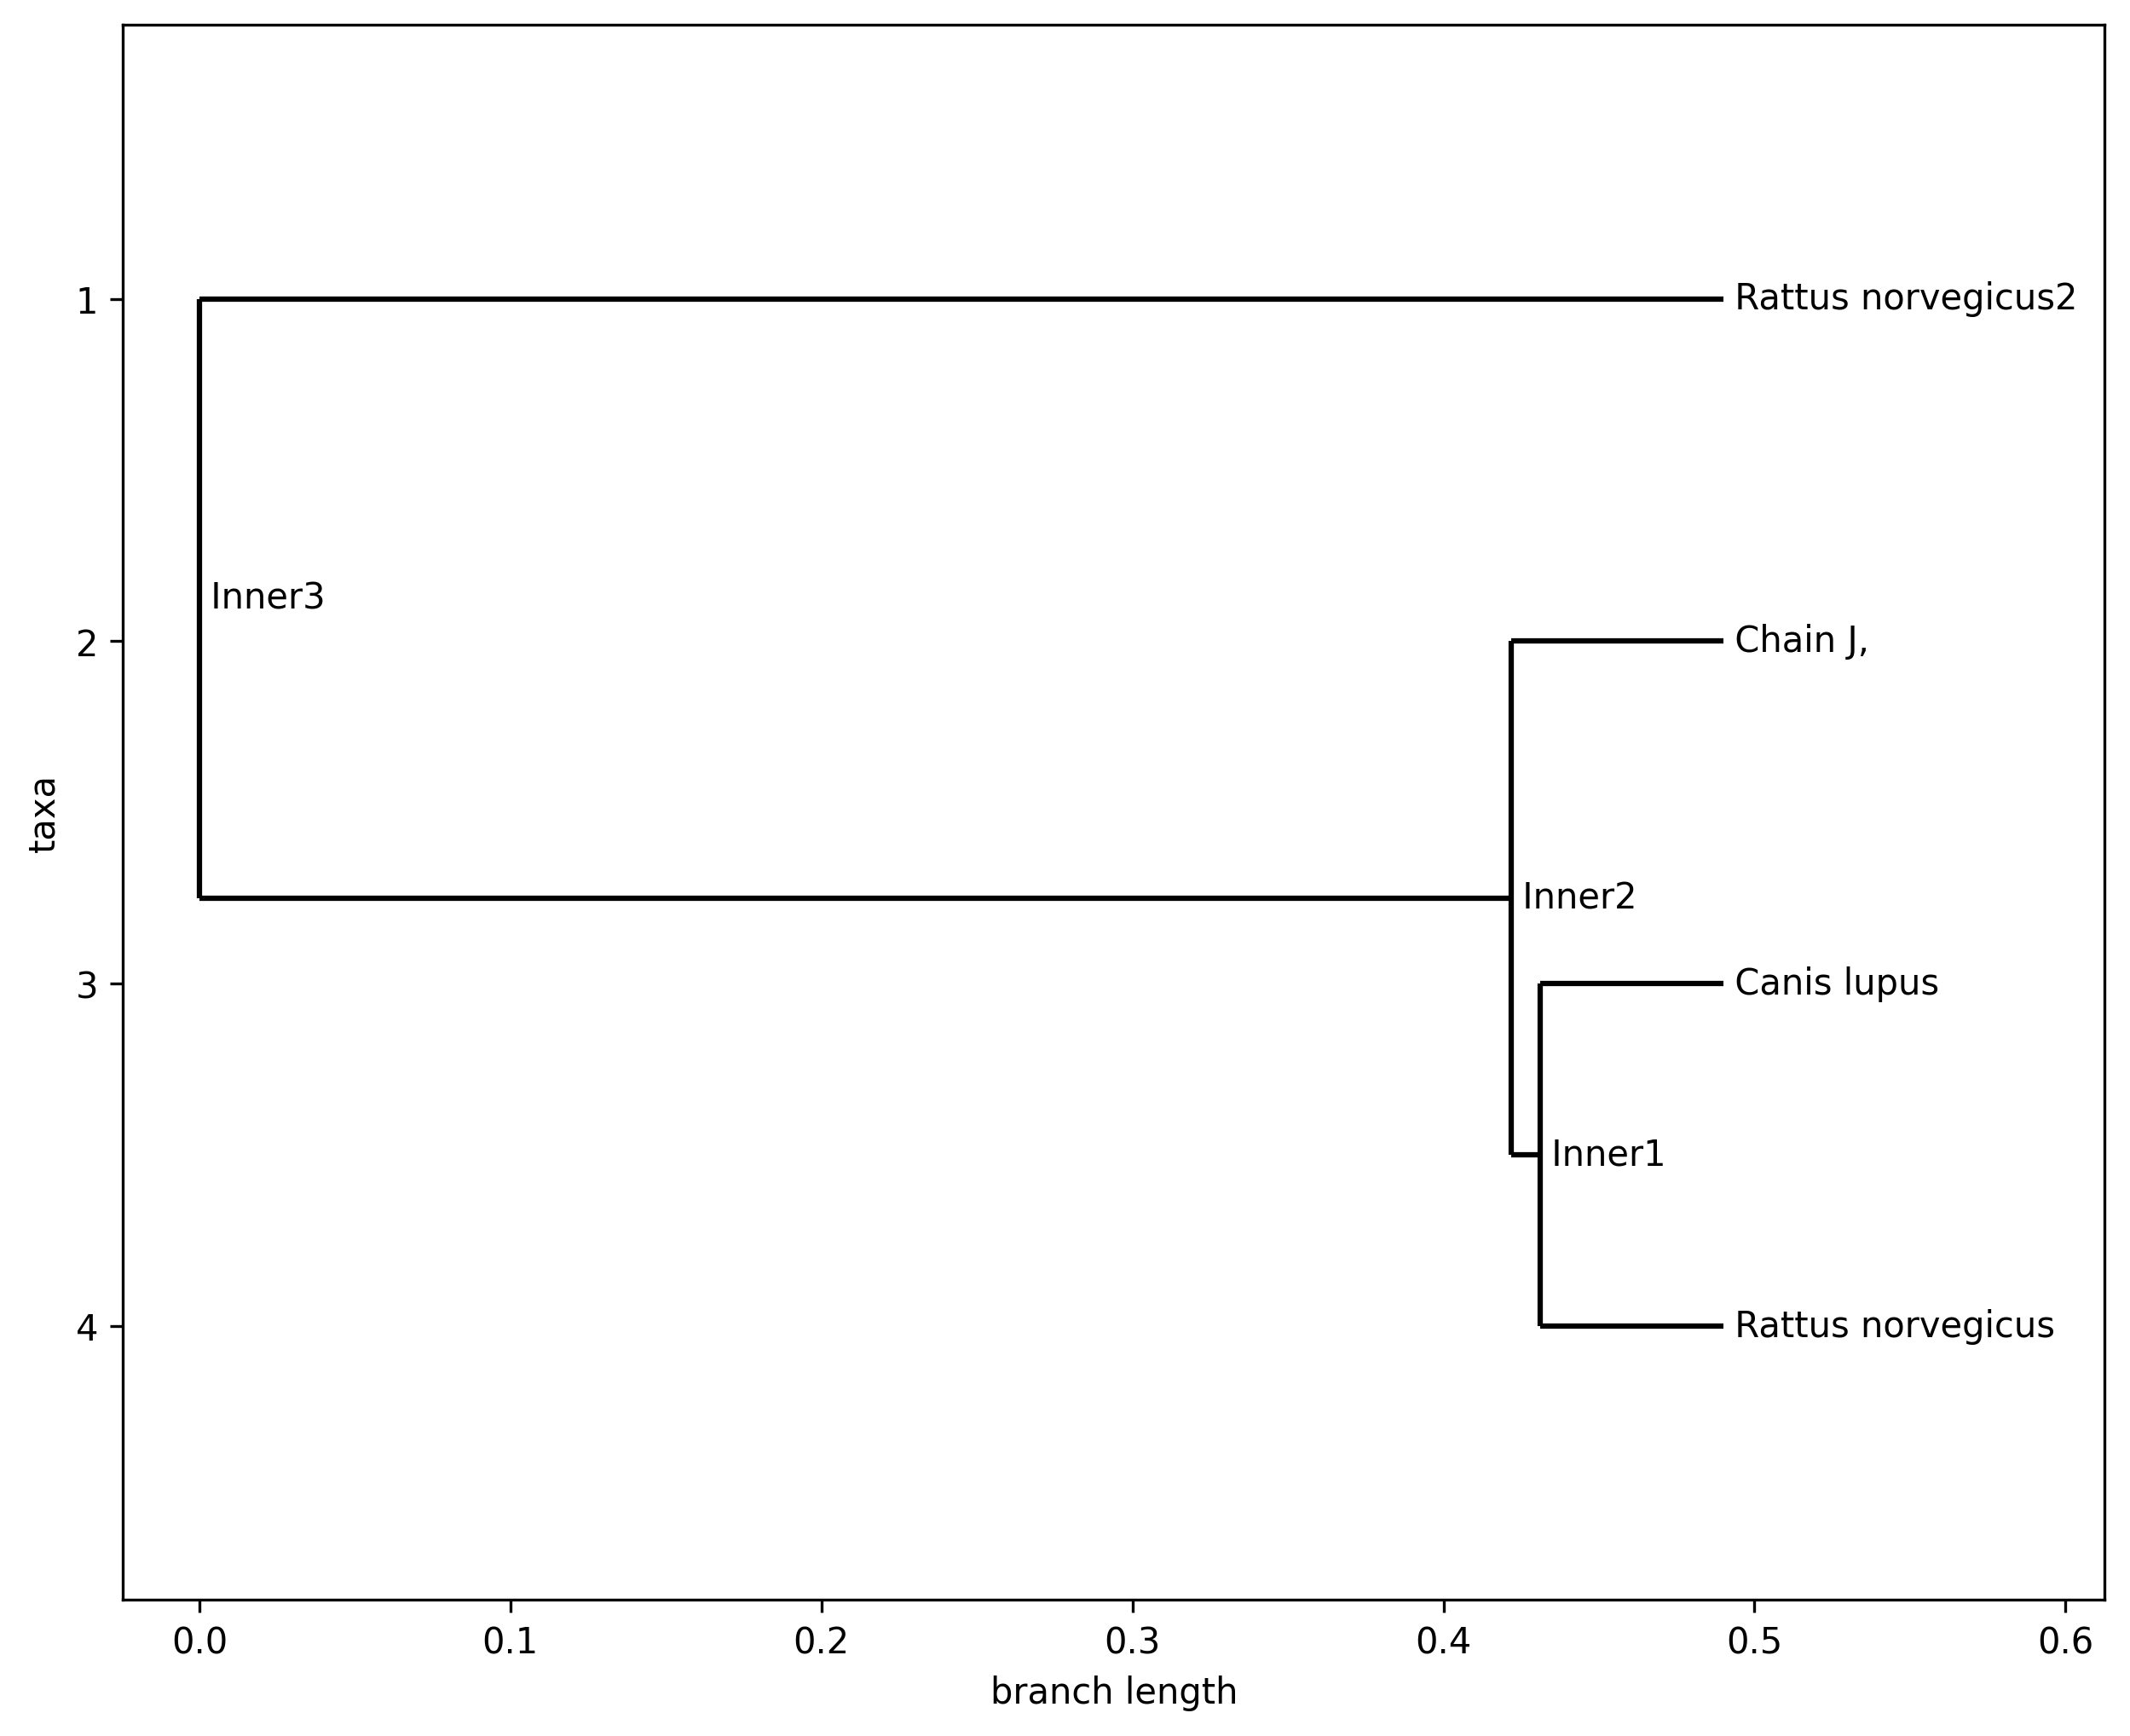 1
Rattus norvegicus2
Inner3
2
Chain J,
taxa
Inner2
3
Canis lupus
Inner1
4
Rattus norvegicus
0.0 0.1 0.2 0.3 0.4 0.5 0.6
branch length